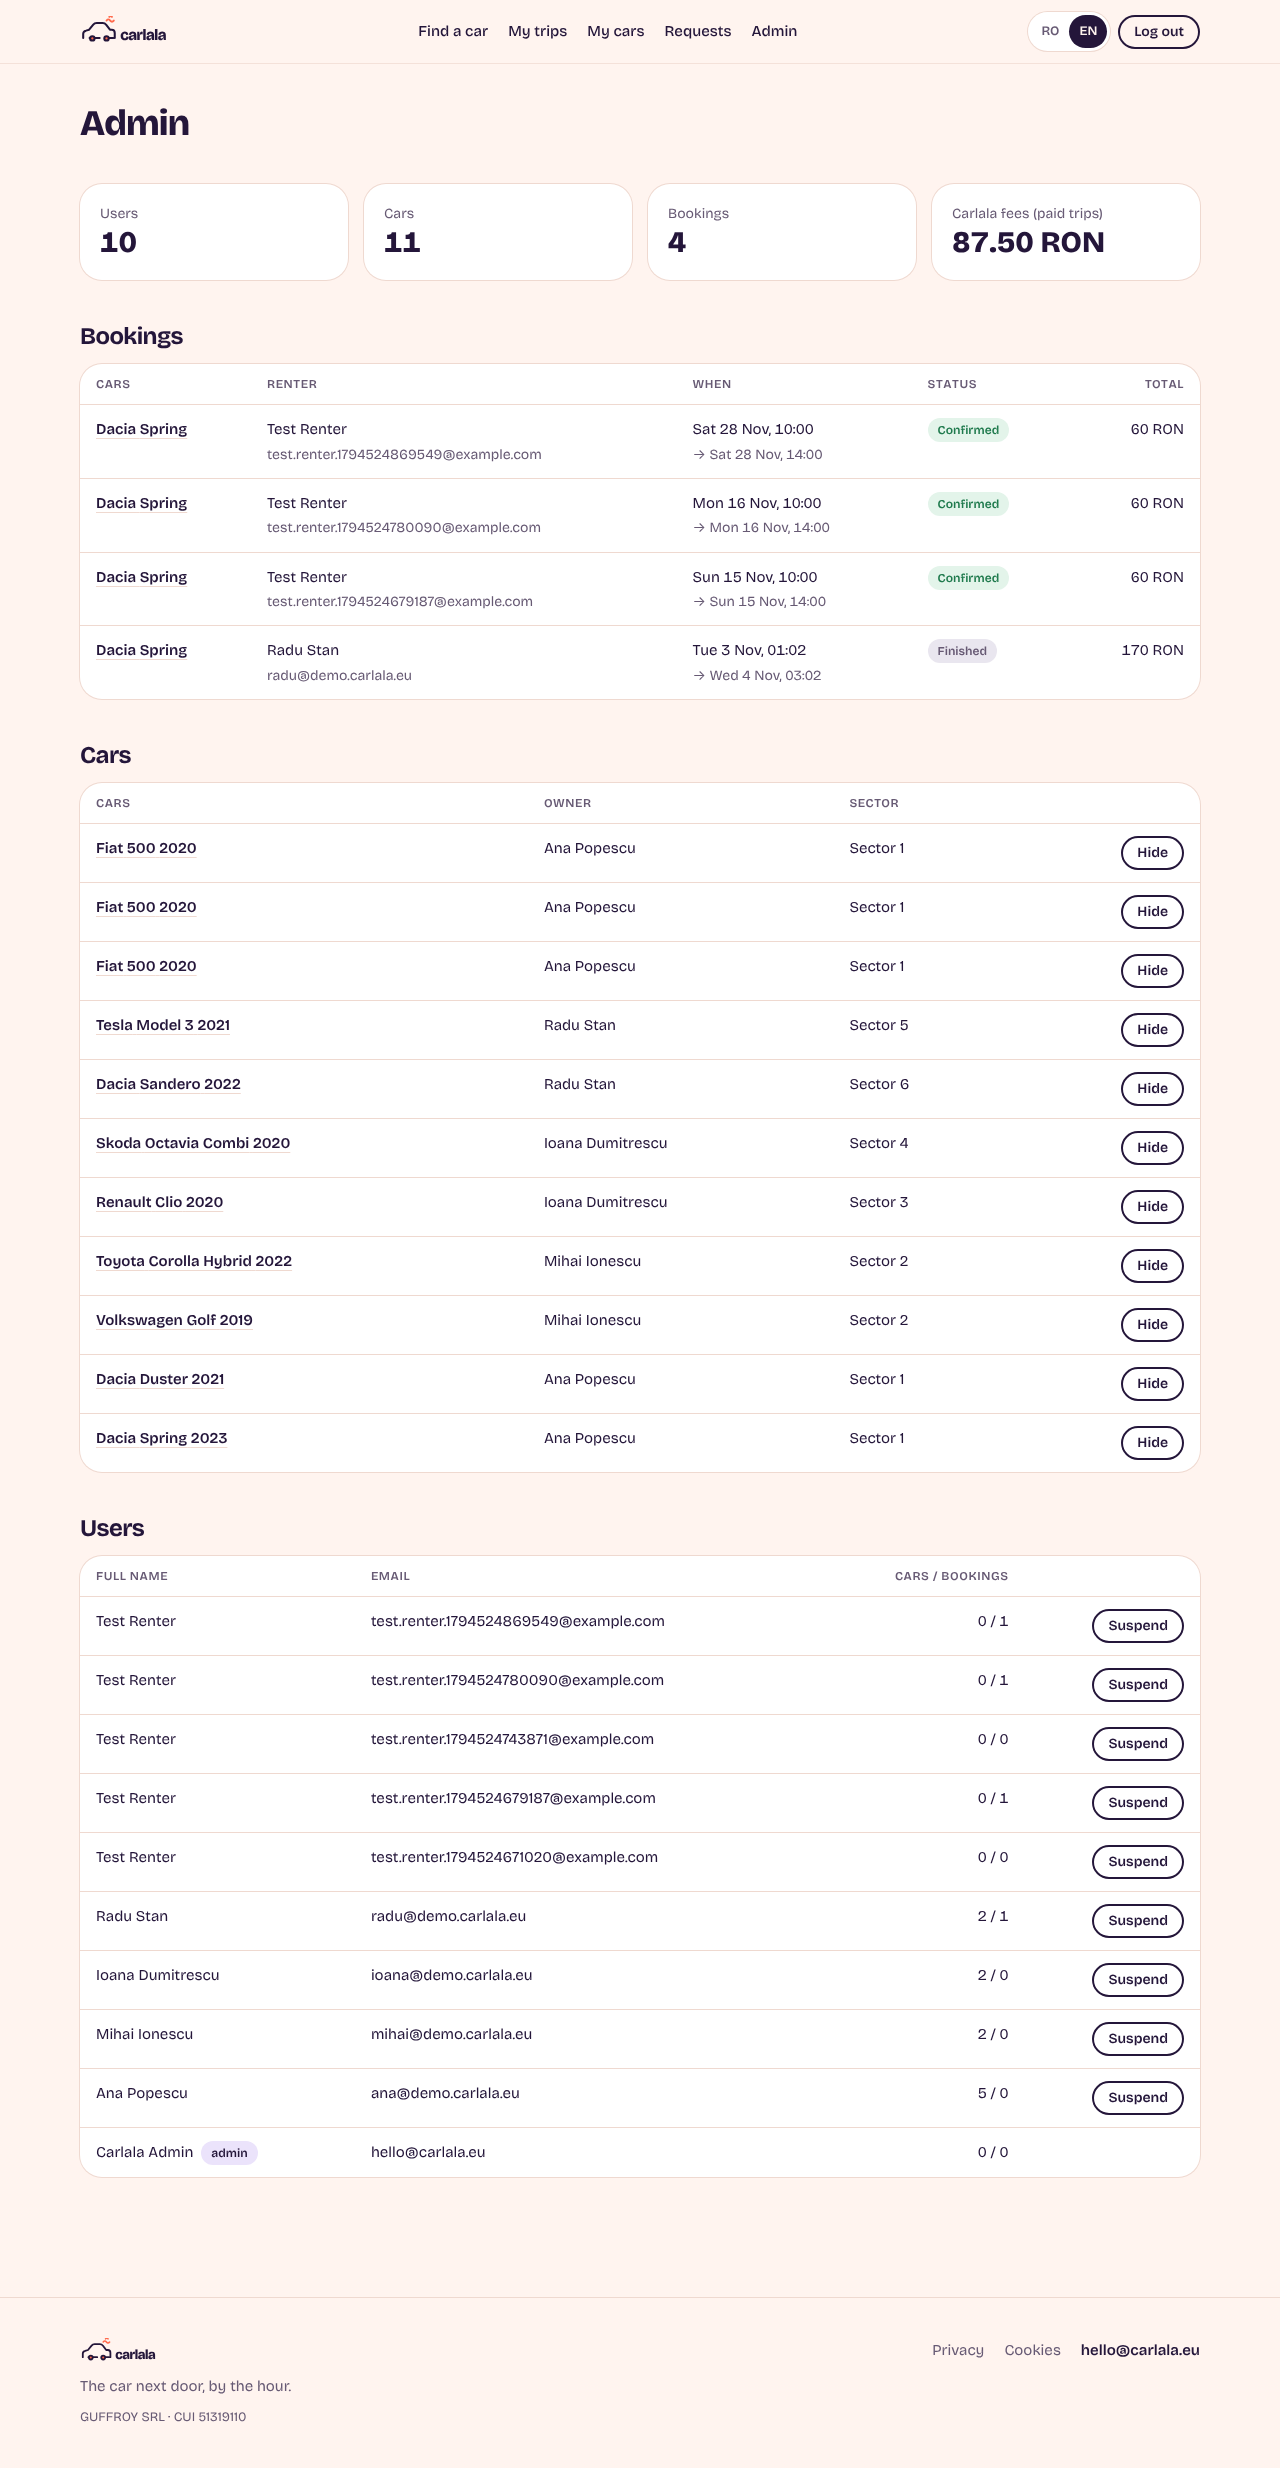 carlala
Find a car My trips My cars Requests Admin
RO EN Log out
Admin
Users Cars Bookings Carlala fees (paid trips)
10 11 4 87.50 RON
Bookings
CARS RENTER WHEN STATUS TOTAL
Dacia Spring Test Renter Sat 28 Nov, 10:00 Confirmed 60 RON
test.renter.1794524869549@example.com → Sat 28 Nov, 14:00
Dacia Spring Test Renter Mon 16 Nov, 10:00 Confirmed 60 RON
test.renter.1794524780090@example.com → Mon 16 Nov, 14:00
Dacia Spring Test Renter Sun 15 Nov, 10:00 Confirmed 60 RON
test.renter.1794524679187@example.com → Sun 15 Nov, 14:00
Dacia Spring Radu Stan Tue 3 Nov, 01:02 Finished 170 RON
radu@demo.carlala.eu → Wed 4 Nov, 03:02
Cars
CARS OWNER SECTOR
Fiat 500 2020 Ana Popescu Sector 1 Hide
Fiat 500 2020 Ana Popescu Sector 1 Hide
Fiat 500 2020 Ana Popescu Sector 1 Hide
Tesla Model 3 2021 Radu Stan Sector 5 Hide
Dacia Sandero 2022 Radu Stan Sector 6 Hide
Skoda Octavia Combi 2020 Ioana Dumitrescu Sector 4 Hide
Renault Clio 2020 Ioana Dumitrescu Sector 3 Hide
Toyota Corolla Hybrid 2022 Mihai Ionescu Sector 2 Hide
Volkswagen Golf 2019 Mihai Ionescu Sector 2 Hide
Dacia Duster 2021 Ana Popescu Sector 1 Hide
Dacia Spring 2023 Ana Popescu Sector 1 Hide
Users
FULL NAME EMAIL CARS / BOOKINGS
Test Renter test.renter.1794524869549@example.com 0 / 1 Suspend
Test Renter test.renter.1794524780090@example.com 0 / 1 Suspend
Test Renter test.renter.1794524743871@example.com 0 / 0 Suspend
Test Renter test.renter.1794524679187@example.com 0 / 1 Suspend
Test Renter test.renter.1794524671020@example.com 0 / 0 Suspend
Radu Stan radu@demo.carlala.eu 2 / 1 Suspend
Ioana Dumitrescu ioana@demo.carlala.eu 2 / 0 Suspend
Mihai Ionescu mihai@demo.carlala.eu 2 / 0 Suspend
Ana Popescu ana@demo.carlala.eu 5 / 0 Suspend
Carlala Admin admin hello@carlala.eu 0 / 0
carlala
Privacy Cookies hello@carlala.eu
The car next door, by the hour.
GUFFROY SRL · CUI 51319110